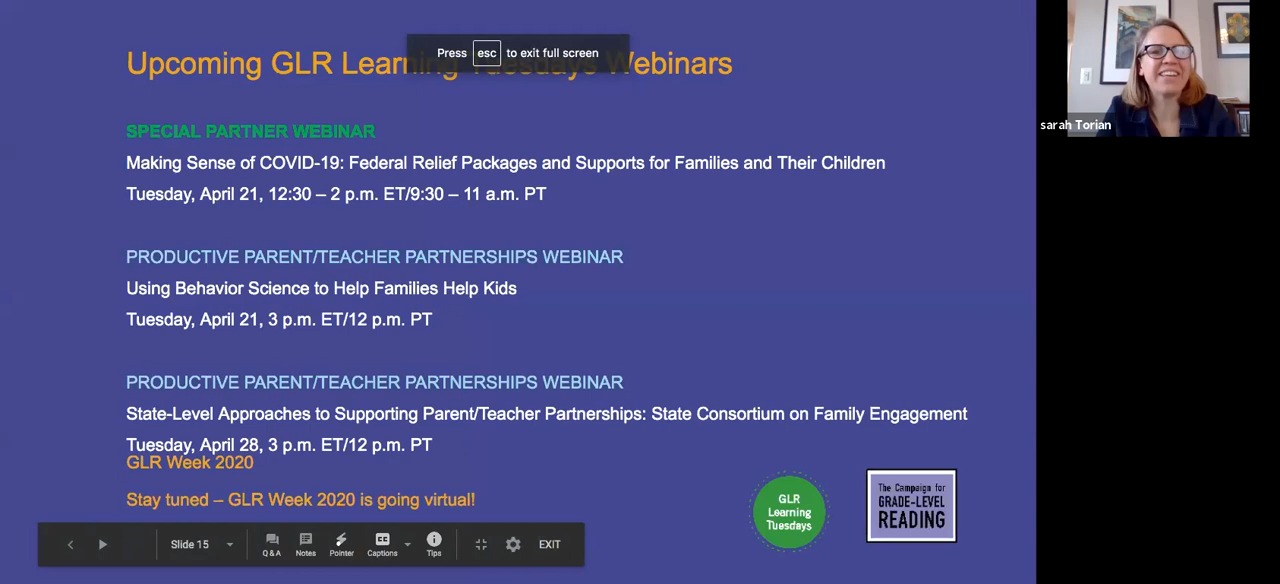 Upcoming GLR Learning Tuesdays Webinars
Press esc to exit full screen
SPECIAL PARTNER WEBINAR
Making Sense of COVID-19: Federal Relief Packages and Supports for Families and Their Children
Tuesday, April 21, 12:30 – 2 p.m. ET/9:30 – 11 a.m. PT
PRODUCTIVE PARENT/TEACHER PARTNERSHIPS WEBINAR
Using Behavior Science to Help Families Help Kids
Tuesday, April 21, 3 p.m. ET/12 p.m. PT
PRODUCTIVE PARENT/TEACHER PARTNERSHIPS WEBINAR
State-Level Approaches to Supporting Parent/Teacher Partnerships: State Consortium on Family Engagement
Tuesday, April 28, 3 p.m. ET/12 p.m. PT
GLR Week 2020
Stay tuned – GLR Week 2020 is going virtual!
GLR
Learning
Tuesdays
The Campaign for
GRADE-LEVEL
READING
Slide 15
Q & A
Notes
Pointer
CC
Captions
Tips
EXIT
sarah Torian